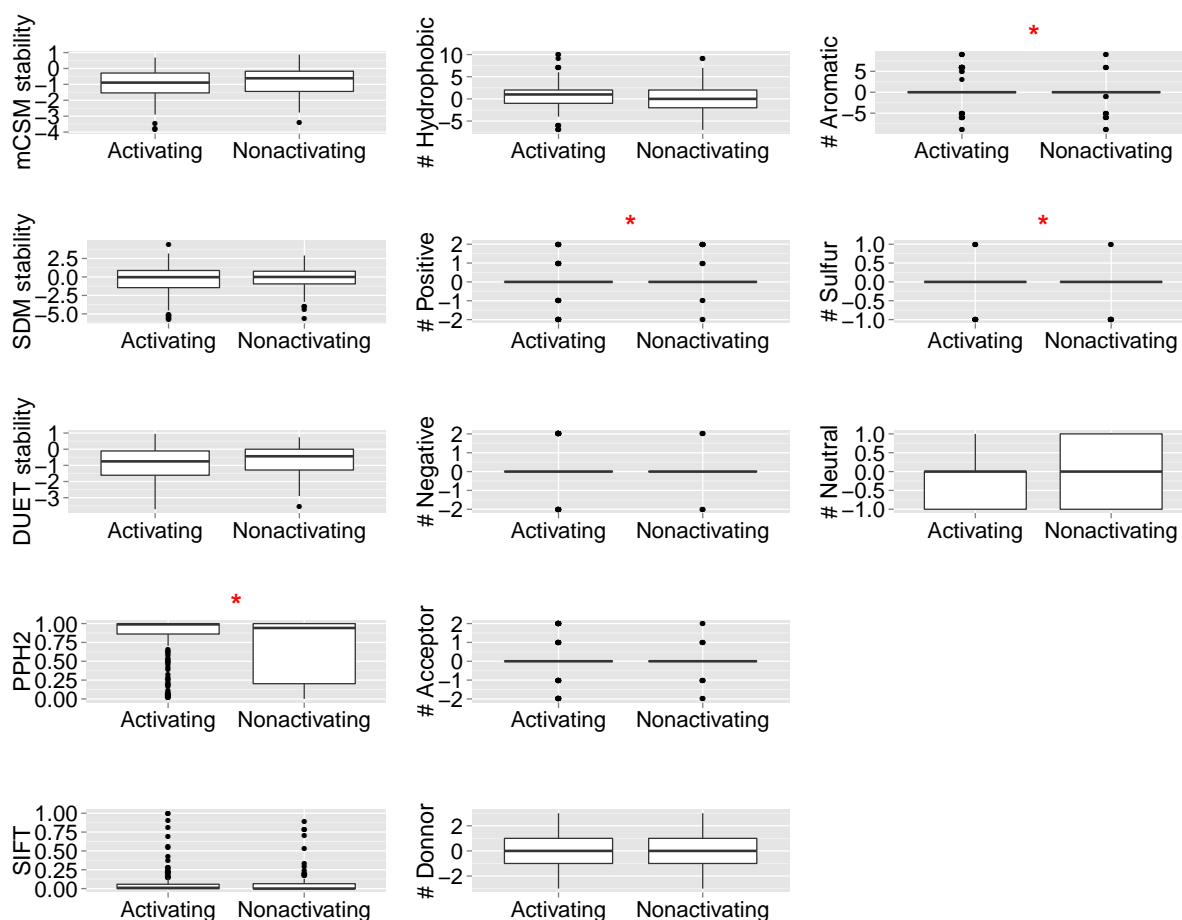 mCSM stability
1
0
−1
−2
−3
−4
Activating Nonactivating
# Hydrophobic
10
5
0
−5
Activating Nonactivating
*
# Aromatic
5
0
−5
Activating Nonactivating
SDM stability
2.5
0.0
−2.5
−5.0
Activating Nonactivating
*
# Positive
2
1
0
−1
−2
Activating Nonactivating
*
# Sulfur
1.0
0.5
0.0
−0.5
−1.0
Activating Nonactivating
DUET stability
1
0
−1
−2
−3
Activating Nonactivating
# Negative
2
1
0
−1
−2
Activating Nonactivating
# Neutral
1.0
0.5
0.0
−0.5
−1.0
Activating Nonactivating
*
PPH2
1.00
0.75
0.50
0.25
0.00
Activating Nonactivating
# Acceptor
2
1
0
−1
−2
Activating Nonactivating
SIFT
1.00
0.75
0.50
0.25
0.00
Activating Nonactivating
# Donnor
2
0
−2
Activating Nonactivating